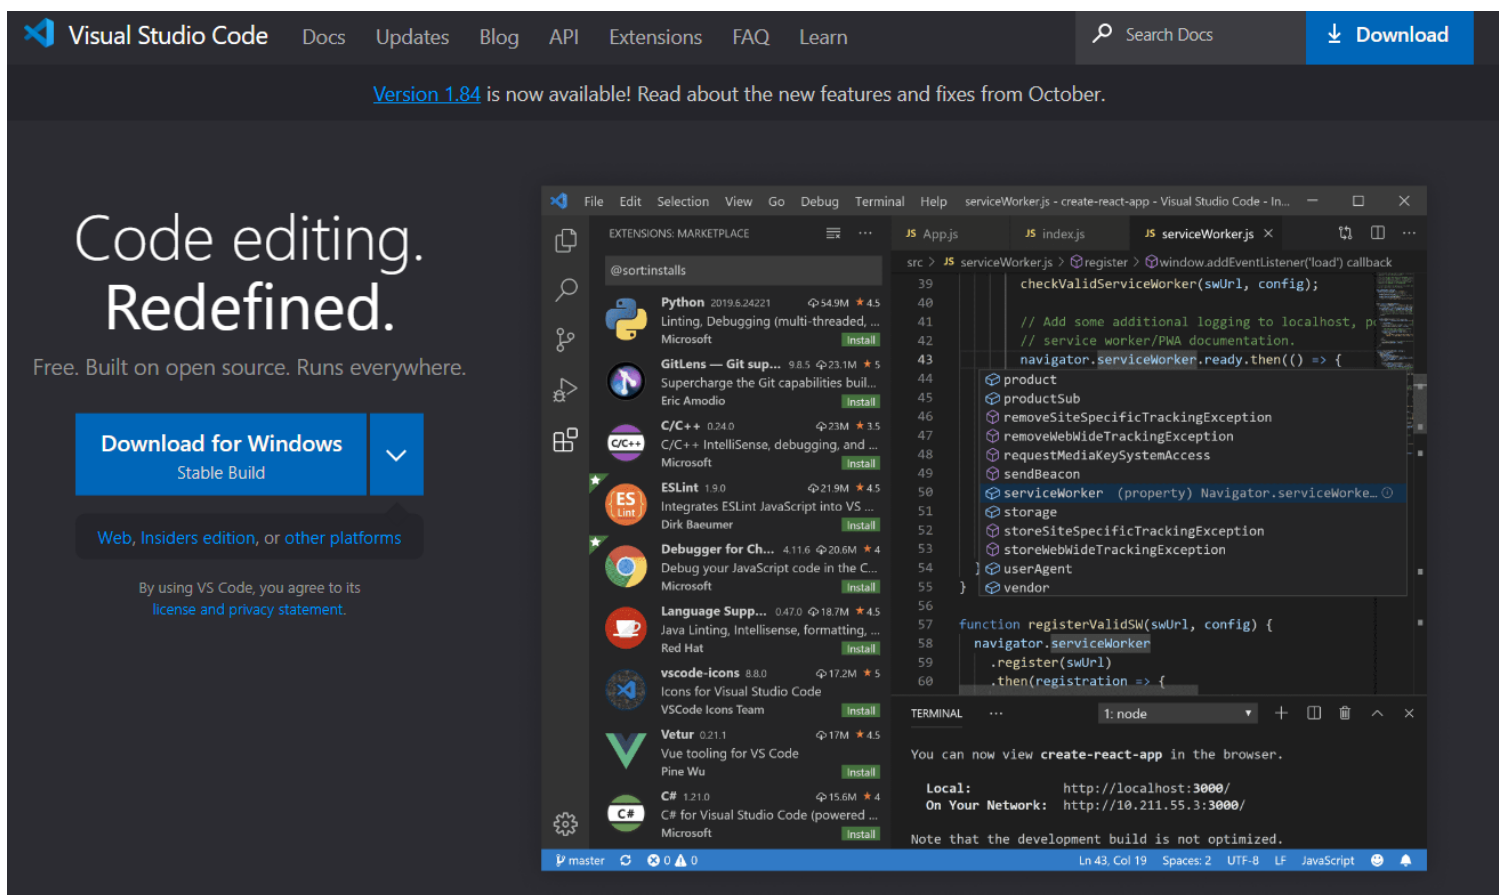 Visual Studio Code Docs Updates Blog API Extensions FAQ Learn Search Docs Download
Version 1.84 is now available! Read about the new features and fixes from October.
Code editing.
Redefined.
Free. Built on open source. Runs everywhere.
Download for Windows
Stable Build
Web, Insiders edition, or other platforms
By using VS Code, you agree to its
license and privacy statement.
File Edit Selection View Go Debug Terminal Help serviceWorker.js - create-react-app - Visual Studio Code - In...
EXTENSIONS: MARKETPLACE
@sort:installs
Python 2019.6.24221 54.9M 4.5
Linting, Debugging (multi-threaded, ...
Microsoft Install
GitLens — Git sup... 9.8.5 23.1M 5
Supercharge the Git capabilities buil...
Eric Amodio Install
C/C++
C/C++ 0.24.0 23M 3.5
C/C++ IntelliSense, debugging, and ...
Microsoft Install
ES
Lint
ESLint 1.9.0 21.9M 4.5
Integrates ESLint JavaScript into VS ...
Dirk Baeumer Install
Debugger for Ch... 4.11.6 20.6M 4
Debug your JavaScript code in the C...
Microsoft Install
Language Supp... 0.47.0 18.7M 4.5
Java Linting, Intellisense, formatting, ...
Red Hat Install
vscode-icons 8.8.0 17.2M 5
Icons for Visual Studio Code
VSCode Icons Team Install
Vetur 0.21.1 17M 4.5
Vue tooling for VS Code
Pine Wu Install
C#
C# 1.21.0 15.6M 4
C# for Visual Studio Code (powered ...
Microsoft Install
JS App.js JS index.js JS serviceWorker.js
src > JS serviceWorker.js > register > window.addEventListener('load') callback
39 checkValidServiceWorker(swUrl, config);
40
41 // Add some additional logging to localhost, p
42 // service worker/PWA documentation.
43 navigator.serviceWorker.ready.then(() => {
44 product
45 productSub
46 removeSiteSpecificTrackingException
47 removeWebWideTrackingException
48 requestMediaKeySystemAccess
49 sendBeacon
50 serviceWorker (property) Navigator.serviceWorke...
51 storage
52 storeSiteSpecificTrackingException
53 storeWebWideTrackingException
54 } userAgent
55 } vendor
56
57 function registerValidSW(swUrl, config) {
58 navigator.serviceWorker
59 .register(swUrl)
60 .then(registration => {
TERMINAL ... 1: node
You can now view create-react-app in the browser.
Local: http://localhost:3000/
On Your Network: http://10.211.55.3:3000/
Note that the development build is not optimized.
master 0 0 Ln 43, Col 19 Spaces: 2 UTF-8 LF JavaScript